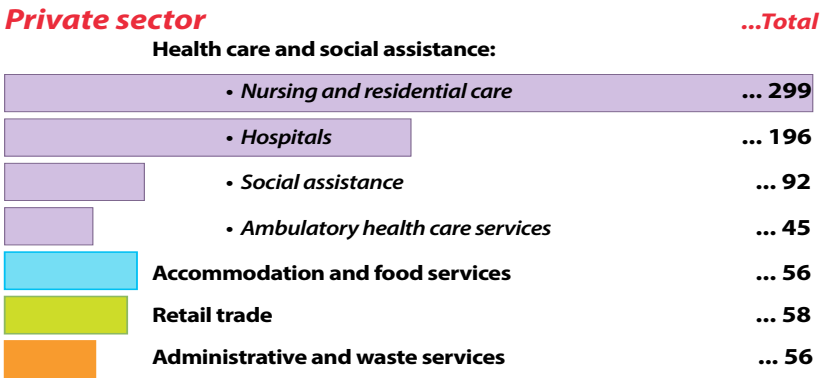 Private sector ...Total
Health care and social assistance:
• Nursing and residential care ... 299
• Hospitals ... 196
• Social assistance ... 92
• Ambulatory health care services ... 45
Accommodation and food services ... 56
Retail trade ... 58
Administrative and waste services ... 56